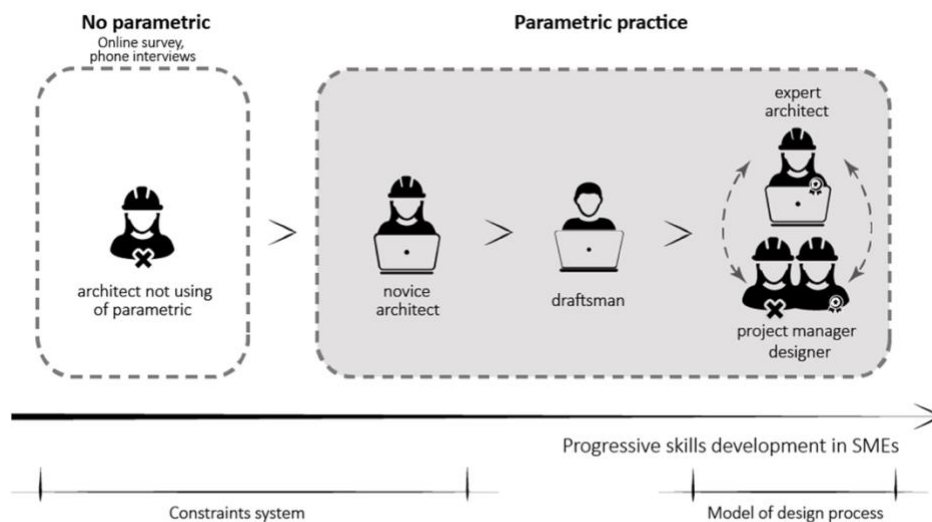 No parametric
Online survey,
phone interviews
Parametric practice
expert
architect
architect not using
of parametric
novice
architect
draftsman
project manager
designer
Progressive skills development in SMEs
Constraints system
Model of design process